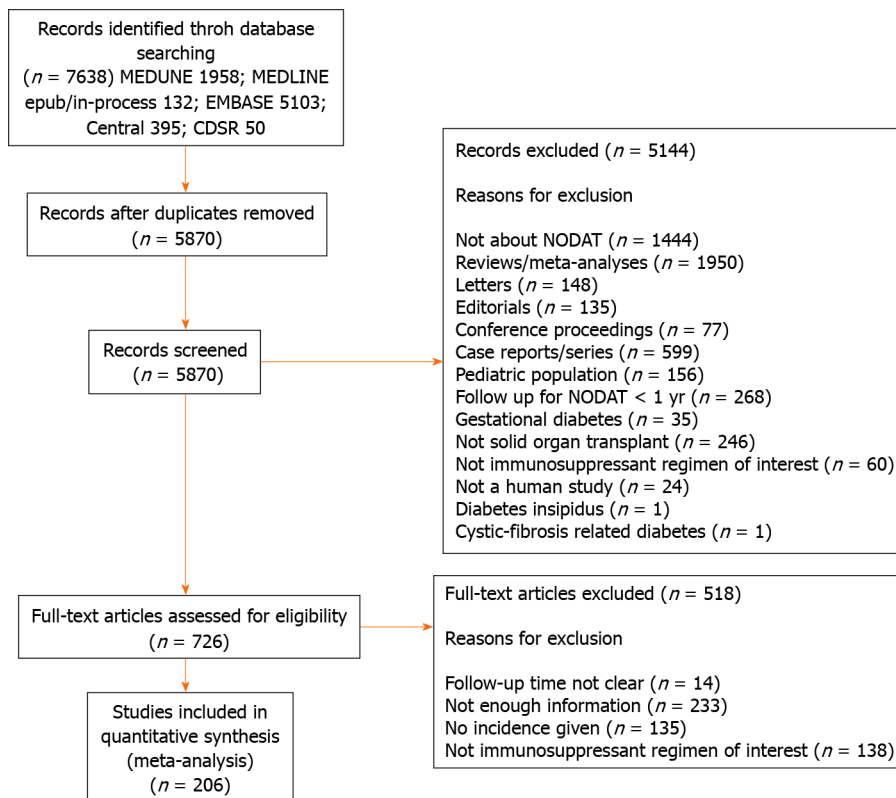 Records identified throh database
searching
(n = 7638) MEDUNE 1958; MEDLINE
epub/in-process 132; EMBASE 5103;
Central 395; CDSR 50
Records after duplicates removed
(n = 5870)
Records screened
(n = 5870)
Records excluded (n = 5144)
Reasons for exclusion
Not about NODAT (n = 1444)
Reviews/meta-analyses (n = 1950)
Letters (n = 148)
Editorials (n = 135)
Conference proceedings (n = 77)
Case reports/series (n = 599)
Pediatric population (n = 156)
Follow up for NODAT < 1 yr (n = 268)
Gestational diabetes (n = 35)
Not solid organ transplant (n = 246)
Not immunosuppressant regimen of interest (n = 60)
Not a human study (n = 24)
Diabetes insipidus (n = 1)
Cystic-fibrosis related diabetes (n = 1)
Full-text articles assessed for eligibility
(n = 726)
Full-text articles excluded (n = 518)
Reasons for exclusion
Follow-up time not clear (n = 14)
Not enough information (n = 233)
No incidence given (n = 135)
Not immunosuppressant regimen of interest (n = 138)
Studies included in
quantitative synthesis
(meta-analysis)
(n = 206)